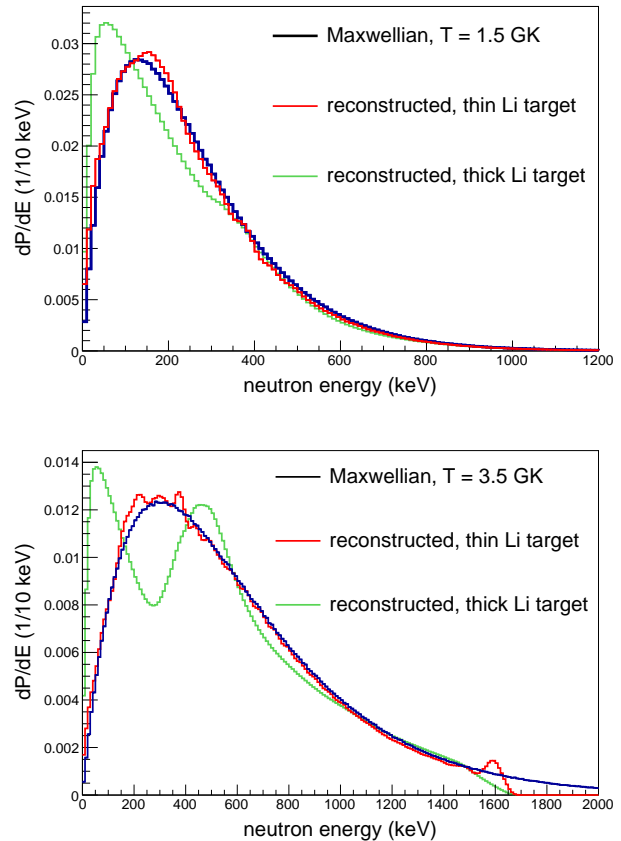 0.03
0.025
0.02
0.015
0.01
0.005
0
dP/dE (1/10 keV)
Maxwellian, T = 1.5 GK
reconstructed, thin Li target
reconstructed, thick Li target
0 200 400 600 800 1000 1200
neutron energy (keV)
0.014
0.012
0.01
0.008
0.006
0.004
0.002
0
dP/dE (1/10 keV)
Maxwellian, T = 3.5 GK
reconstructed, thin Li target
reconstructed, thick Li target
0 200 400 600 800 1000 1200 1400 1600 1800 2000
neutron energy (keV)